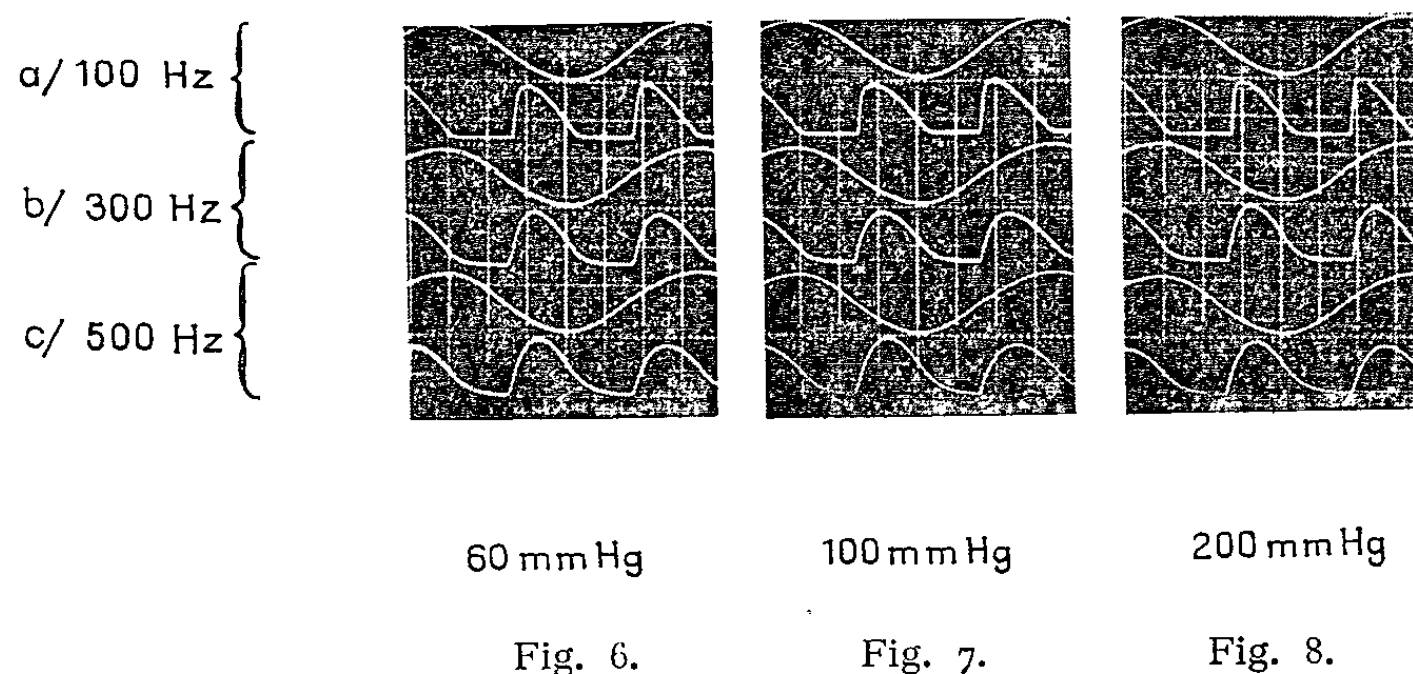 a/ 100 Hz
b/ 300 Hz
c/ 500 Hz
60 mm Hg
100 mm Hg
200 mm Hg
Fig. 6.
Fig. 7.
Fig. 8.